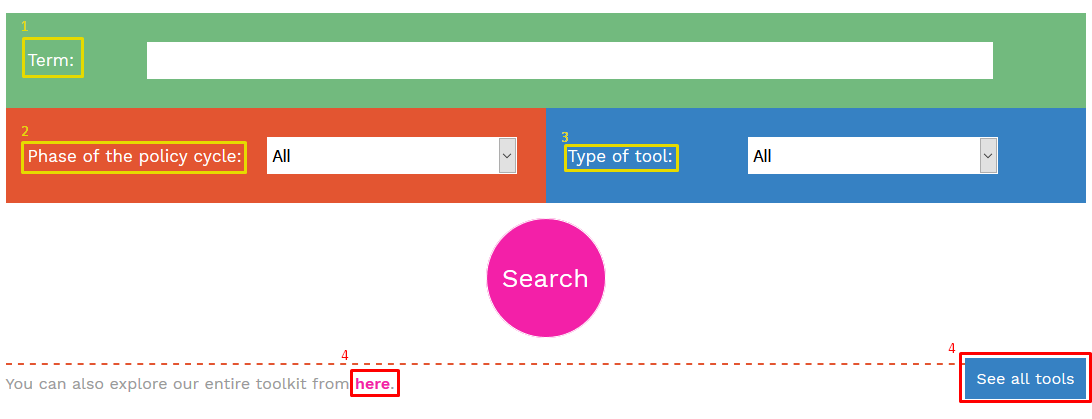 1
Term:
2
Phase of the policy cycle: All
3
Type of tool: All
Search
4
You can also explore our entire toolkit from here.
4
See all tools